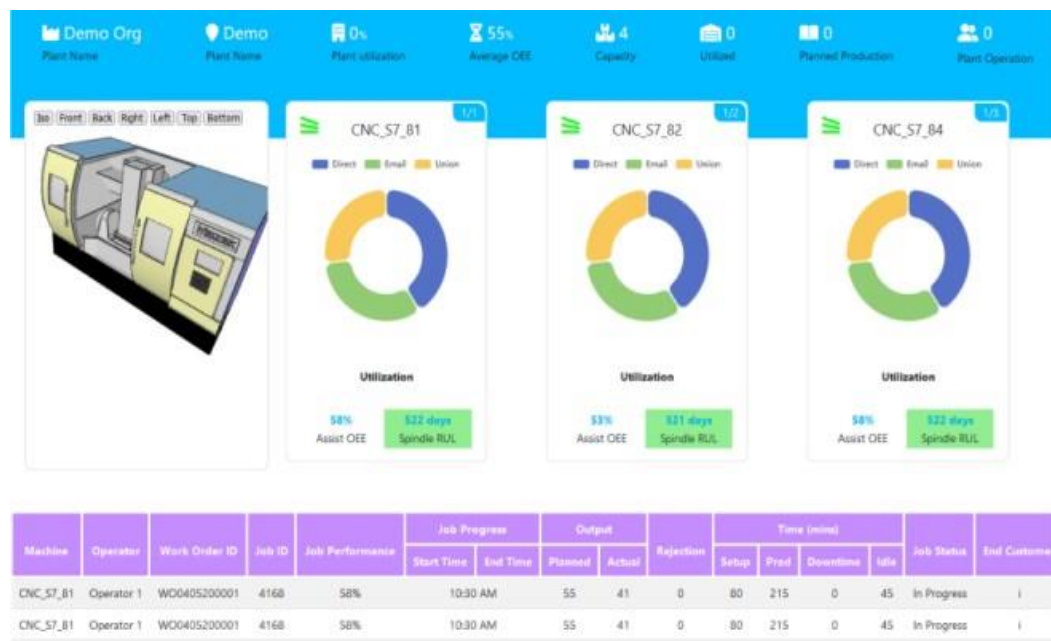 Demo Org
Plant Name
Demo
Plant Name
0%
Plant utilization
55%
Average OEE
4
Capacity
0
Utilized
0
Planned Production
0
Plant Operation
Iso Front Back Right Left Top Bottom
1/1
CNC_S7_81
Direct Email Union
Utilization
58%
Assist OEE
522 days
Spindle RUL
1/2
CNC_S7_82
Direct Email Union
Utilization
53%
Assist OEE
521 days
Spindle RUL
1/3
CNC_S7_84
Direct Email Union
Utilization
58%
Assist OEE
522 days
Spindle RUL
Job Progress Output Time (mins)
Machine Operator Work Order ID Job ID Job Performance Rejection Job Status End Custome
Start Time End Time Planned Actual Setup Pred Downtime Idle
CNC_S7_81 Operator 1 WO0405200001 4168 58% 10:30 AM 55 41 0 80 215 0 45 In Progress i
CNC_S7_81 Operator 1 WO0405200001 4168 58% 10:30 AM 55 41 0 80 215 0 45 In Progress i